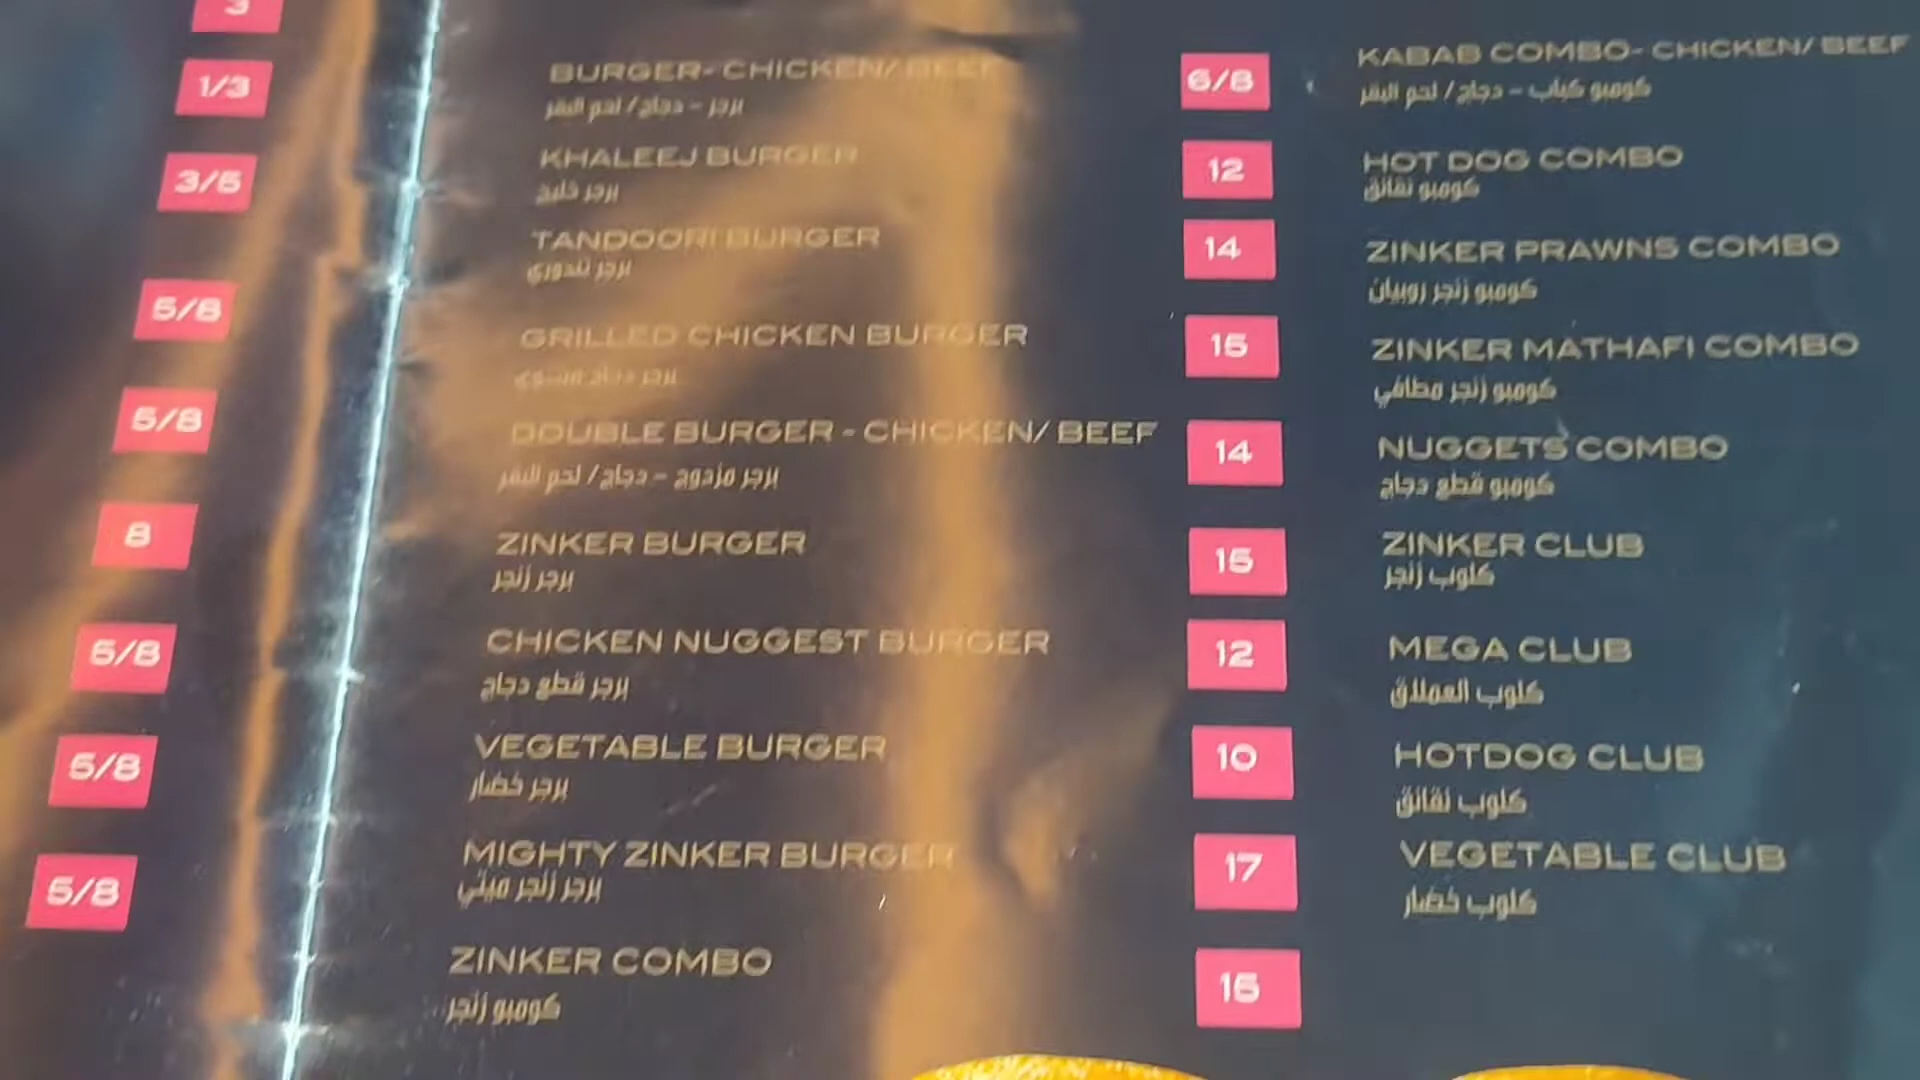 3
1/3
3/5
5/8
5/8
8
5/8
5/8
5/8
BURGER- CHICKEN/ BEEF
برجر - دجاج / لحم البقر
KHALEEJ BURGER
برجر خليج
TANDOORI BURGER
برجر تندوري
GRILLED CHICKEN BURGER
برجر دجاج مشوي
DOUBLE BURGER - CHICKEN/ BEEF
برجر مزدوج - دجاج / لحم البقر
ZINKER BURGER
برجر زنجر
CHICKEN NUGGEST BURGER
برجر قطع دجاج
VEGETABLE BURGER
برجر خضار
MIGHTY ZINKER BURGER
برجر زنجر ميتي
ZINKER COMBO
كومبو زنجر
6/8
12
14
15
14
15
12
10
17
15
KABAB COMBO- CHICKEN/ BEEF
كومبو كباب - دجاج / لحم البقر
HOT DOG COMBO
كومبو نقانق
ZINKER PRAWNS COMBO
كومبو زنجر روبيان
ZINKER MATHAFI COMBO
كومبو زنجر مطافي
NUGGETS COMBO
كومبو قطع دجاج
ZINKER CLUB
كلوب زنجر
MEGA CLUB
كلوب العملاق
HOTDOG CLUB
كلوب نقانق
VEGETABLE CLUB
كلوب خضار